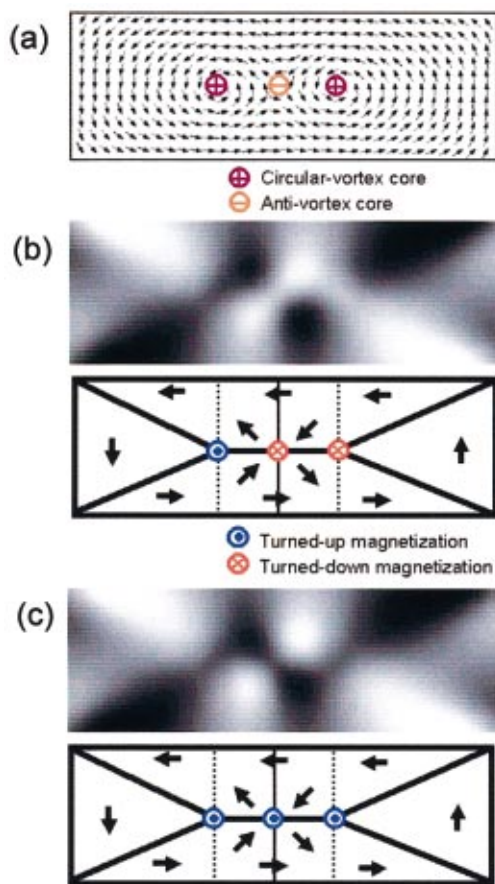 (a)
Circular-vortex core
Anti-vortex core
(b)
Turned-up magnetization
Turned-down magnetization
(c)